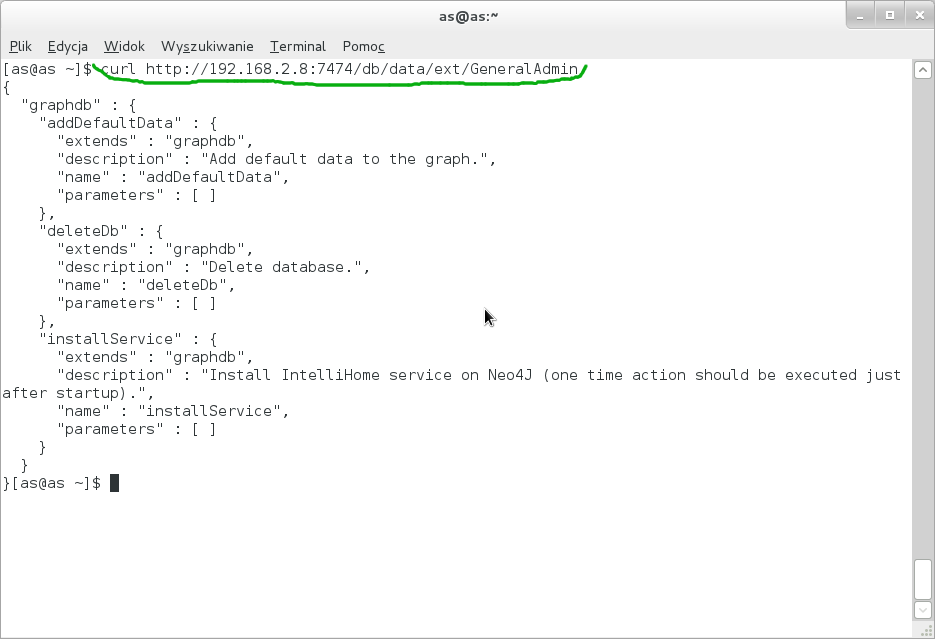 as@as:~
Plik Edycja Widok Wyszukiwanie Terminal Pomoc
[as@as ~]$ curl http://192.168.2.8:7474/db/data/ext/GeneralAdmin
{
  "graphdb" : {
    "addDefaultData" : {
      "extends" : "graphdb",
      "description" : "Add default data to the graph.",
      "name" : "addDefaultData",
      "parameters" : [ ]
    },
    "deleteDb" : {
      "extends" : "graphdb",
      "description" : "Delete database.",
      "name" : "deleteDb",
      "parameters" : [ ]
    },
    "installService" : {
      "extends" : "graphdb",
      "description" : "Install IntelliHome service on Neo4J (one time action should be executed just
after startup).",
      "name" : "installService",
      "parameters" : [ ]
    }
  }
}[as@as ~]$